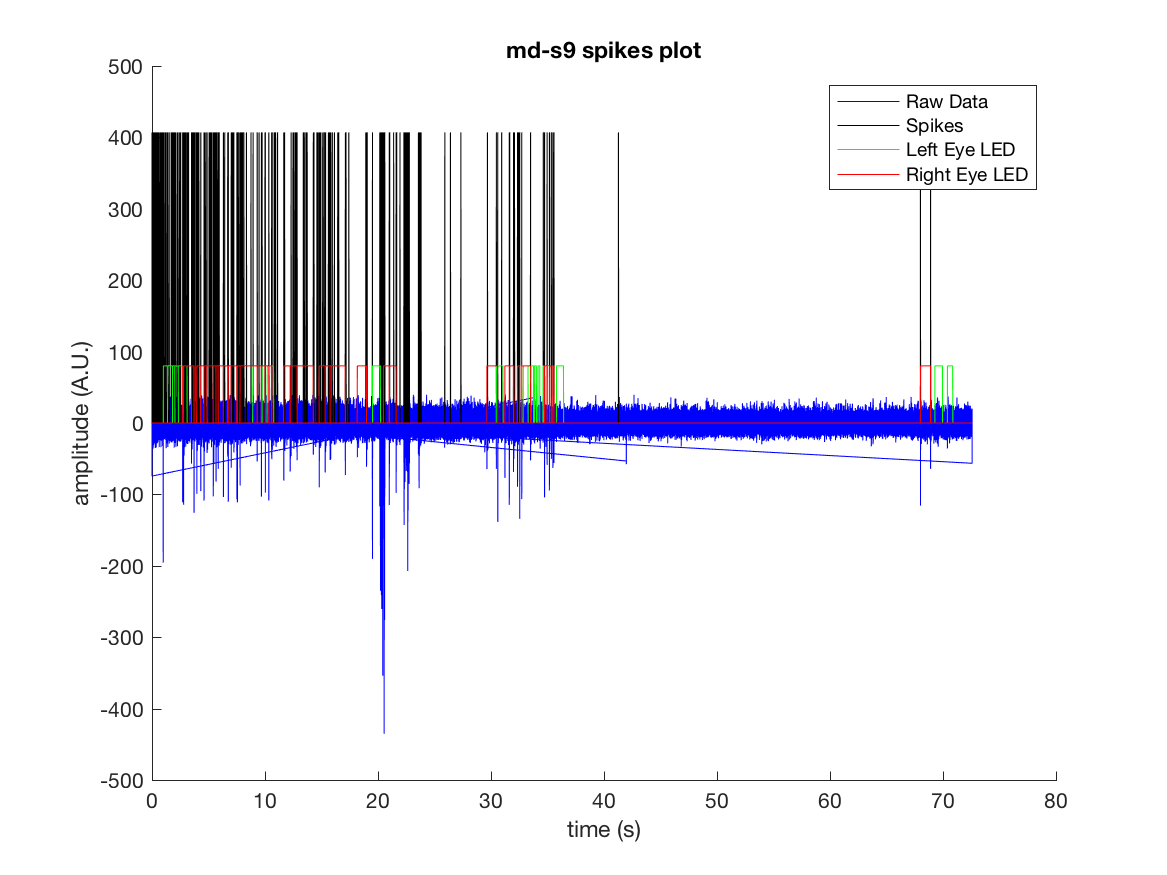 md-s9 spikes plot
500
400
300
200
100
0
-100
-200
-300
-400
-500
amplitude (A.U.)
Raw Data
Spikes
Left Eye LED
Right Eye LED
0 10 20 30 40 50 60 70 80
time (s)